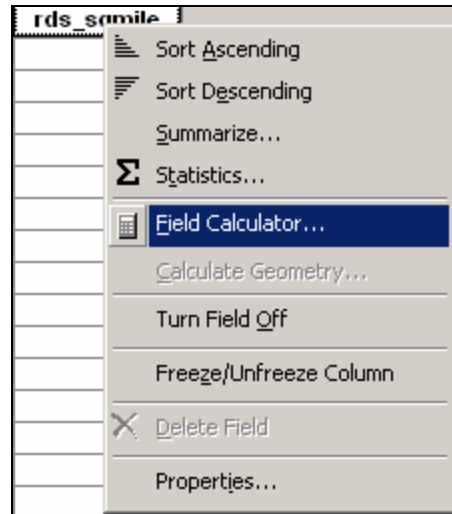 rds_sqmile
Sort Ascending
Sort Descending
Summarize...
Σ Statistics...
Field Calculator...
Calculate Geometry...
Turn Field Off
Freeze/Unfreeze Column
Delete Field
Properties...